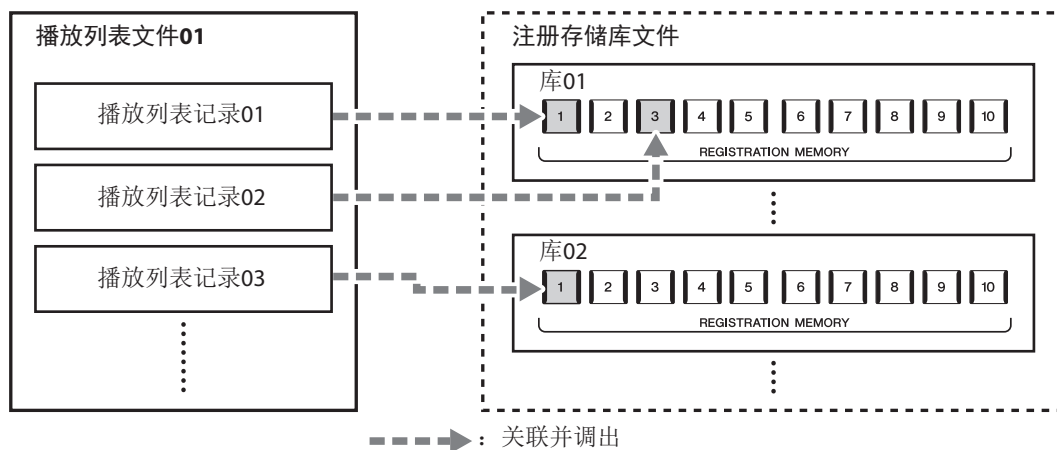 播放列表文件01
播放列表记录01
播放列表记录02
播放列表记录03
注册存储库文件
库01
1 2 3 4 5 6 7 8 9 10
REGISTRATION MEMORY
库02
1 2 3 4 5 6 7 8 9 10
REGISTRATION MEMORY
：关联并调出